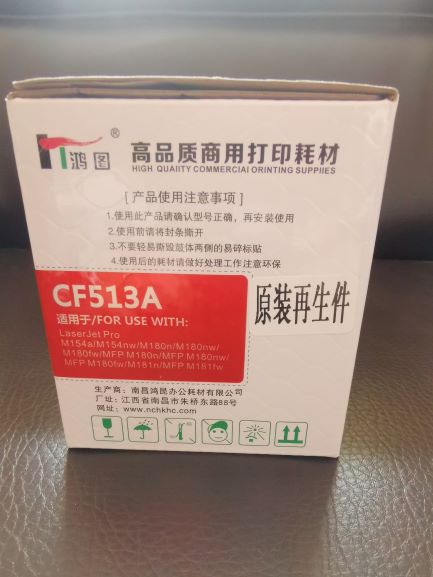 鸿图®
高品质商用打印耗材
HIGH QUALITY COMMERCIAI ORINTING SUPPIIES
[产品使用注意事项]
1.使用此产品请确认型号正确，再安装使用
2.使用前请将封条撕开
3.不要轻易撕毁鼓体两侧的易碎标贴
4.使用后的耗材请做好处理工作注意环保
CF513A
适用于/FOR USE WITH:
LaserJet Pro
M154a/M154nw/M180n/M180nw/
M180fw/MFP M180n/MFP M180nw/
MFP M180fw/M181n/MFP M181fw
原装再生件
生产商：南昌鸿昆办公耗材有限公司
厂址：江西省南昌市朱桥东路88号
网址：www.nchkhc.com